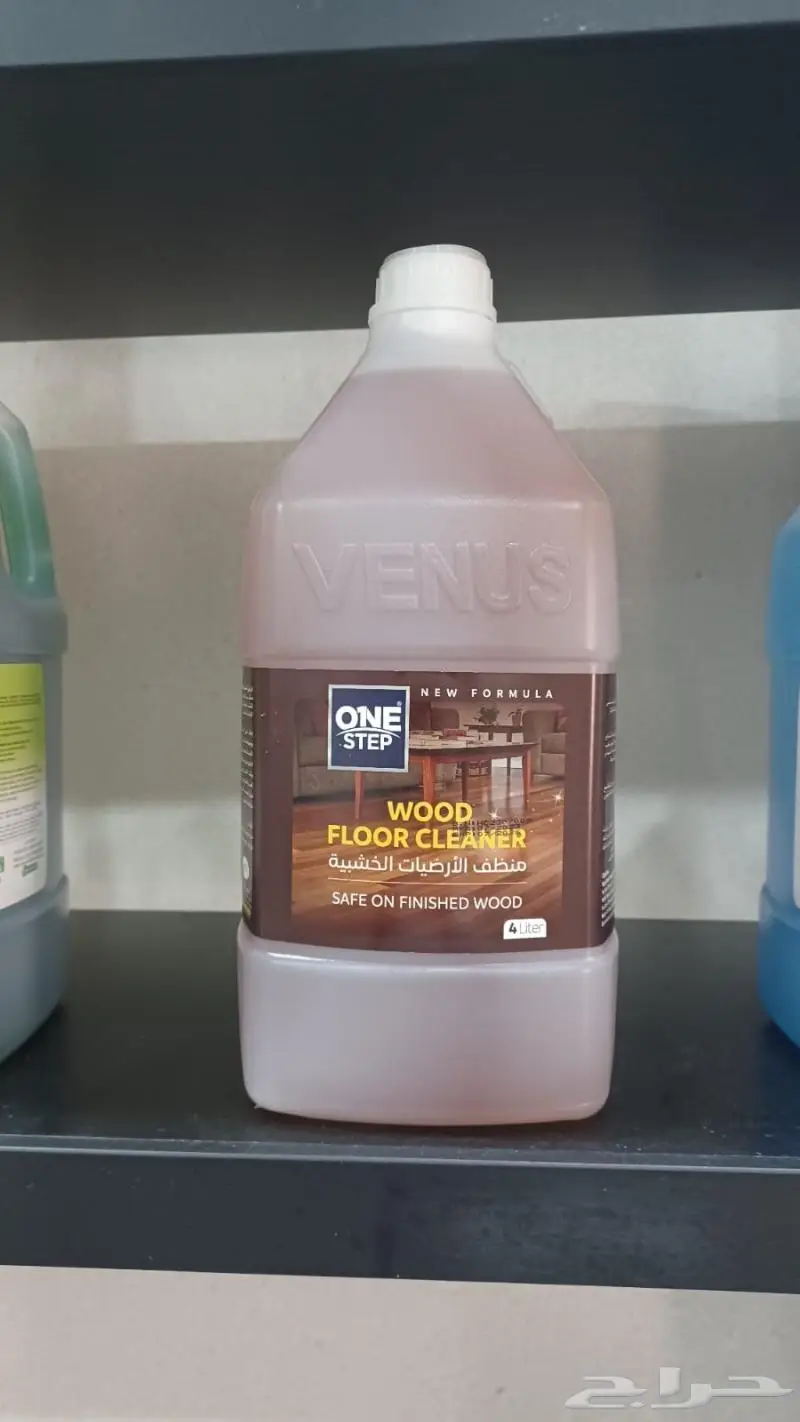 VENUS
NEW FORMULA
ONE
STEP
WOOD
FLOOR CLEANER
منظف الأرضيات الخشبية
SAFE ON FINISHED WOOD
4 Liter
حراج